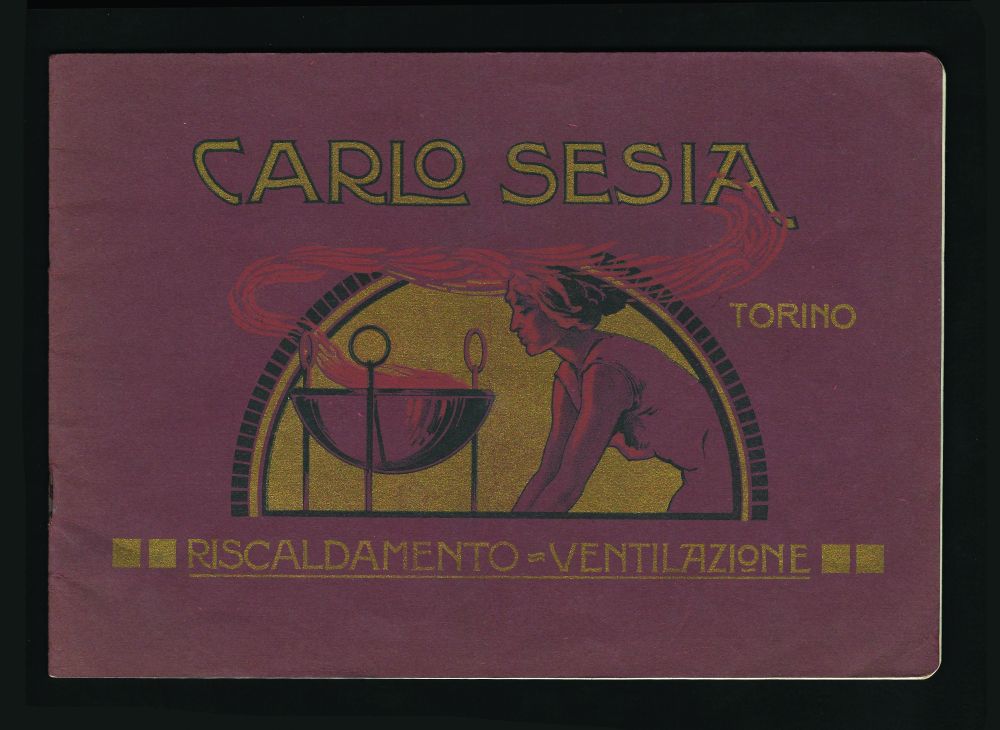 CARLO SESIA
TORINO
RISCALDAMENTO = VENTILAZIONE